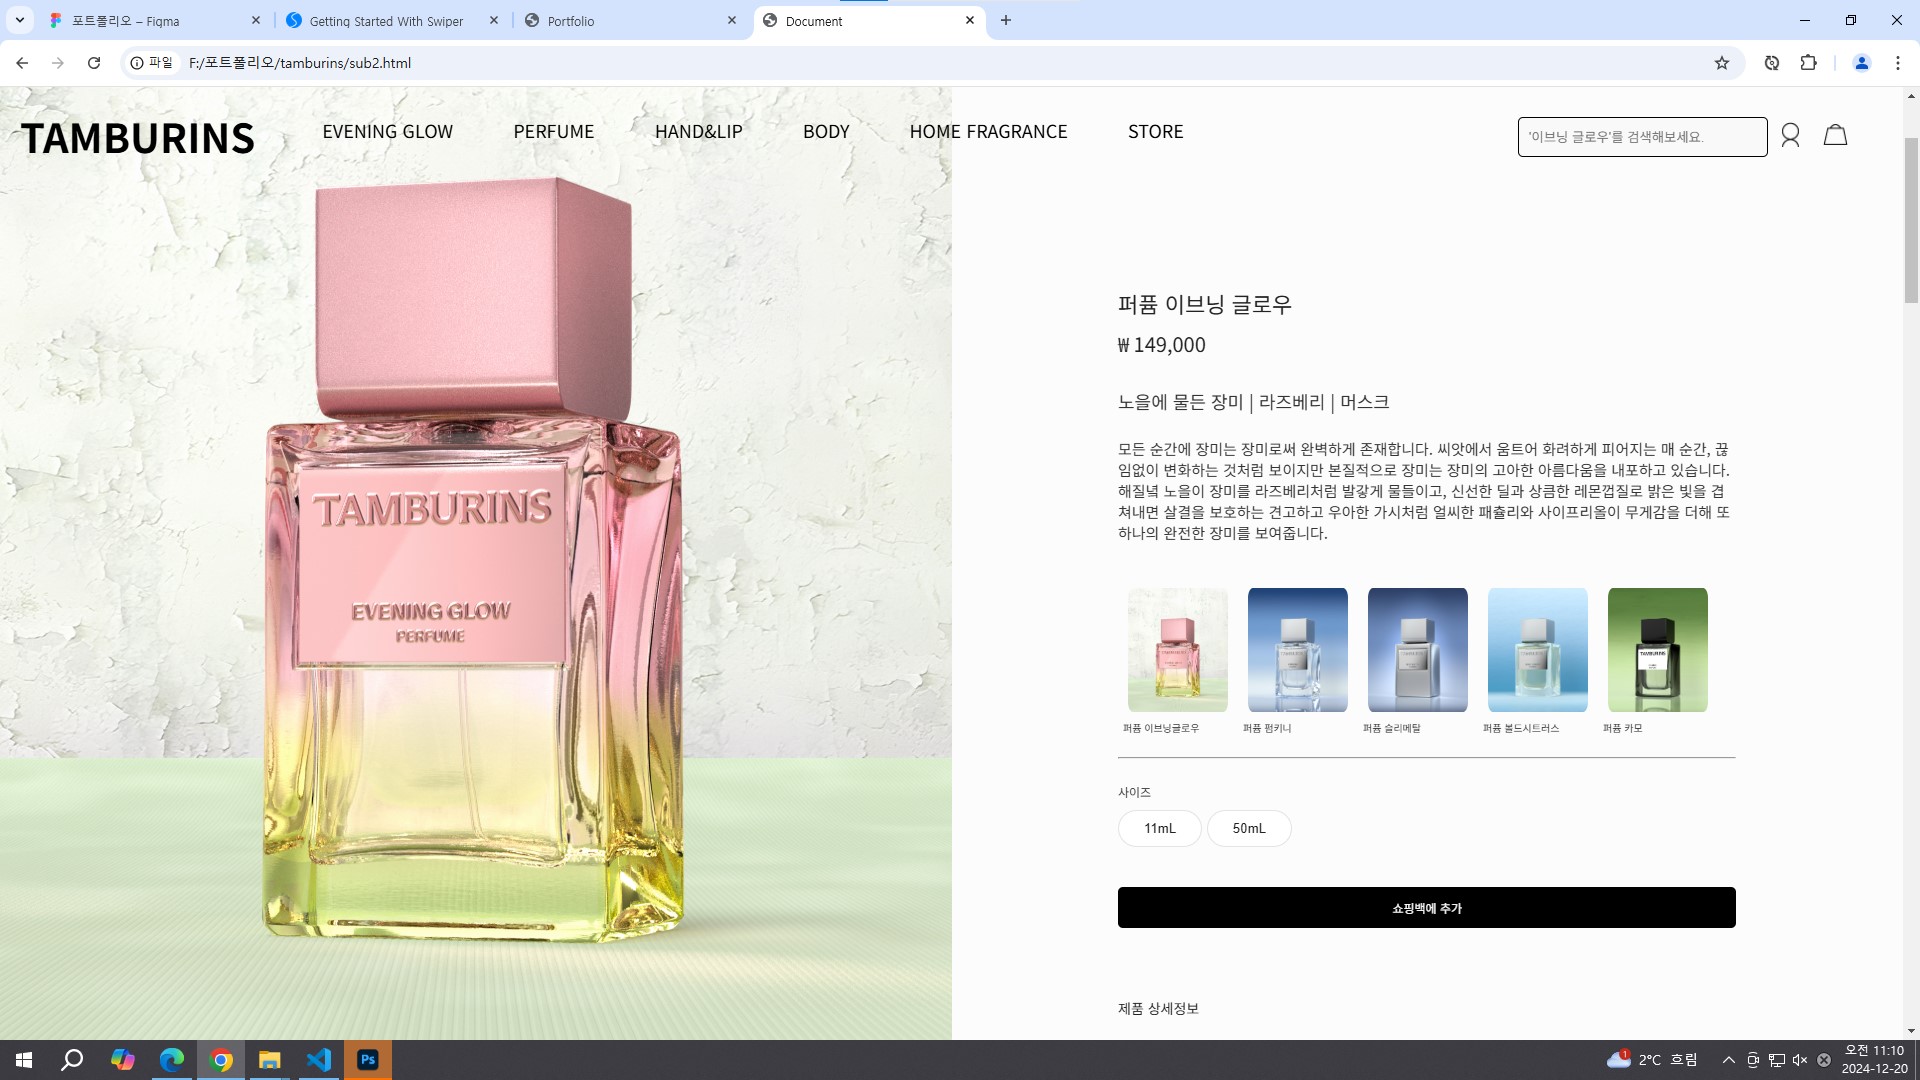 포트폴리오 – Figma
Getting Started With Swiper
Portfolio
Document
파일
F:/포트폴리오/tamburins/sub2.html
TAMBURINS
EVENING GLOW
PERFUME
HAND&LIP
BODY
HOME FRAGRANCE
STORE
'이브닝 글로우'를 검색해보세요.
TAMBURINS
EVENING GLOW
PERFUME
퍼퓸 이브닝 글로우
₩ 149,000
노을에 물든 장미 | 라즈베리 | 머스크
모든 순간에 장미는 장미로써 완벽하게 존재합니다. 씨앗에서 움트어 화려하게 피어지는 매 순간, 끊
임없이 변화하는 것처럼 보이지만 본질적으로 장미는 장미의 고아한 아름다움을 내포하고 있습니다.
해질녘 노을이 장미를 라즈베리처럼 발갛게 물들이고, 신선한 딜과 상큼한 레몬껍질로 밝은 빛을 겹
쳐내면 살결을 보호하는 견고하고 우아한 가시처럼 얼씨한 패츌리와 사이프리올이 무게감을 더해 또
하나의 완전한 장미를 보여줍니다.
TAMBURINS
퍼퓸 이브닝글로우
퍼퓸 펌키니
퍼퓸 슬리메탈
퍼퓸 볼드시트러스
퍼퓸 카모
사이즈
11mL
50mL
쇼핑백에 추가
제품 상세정보
Ps
1
2°C 흐림
오전 11:10
2024-12-20